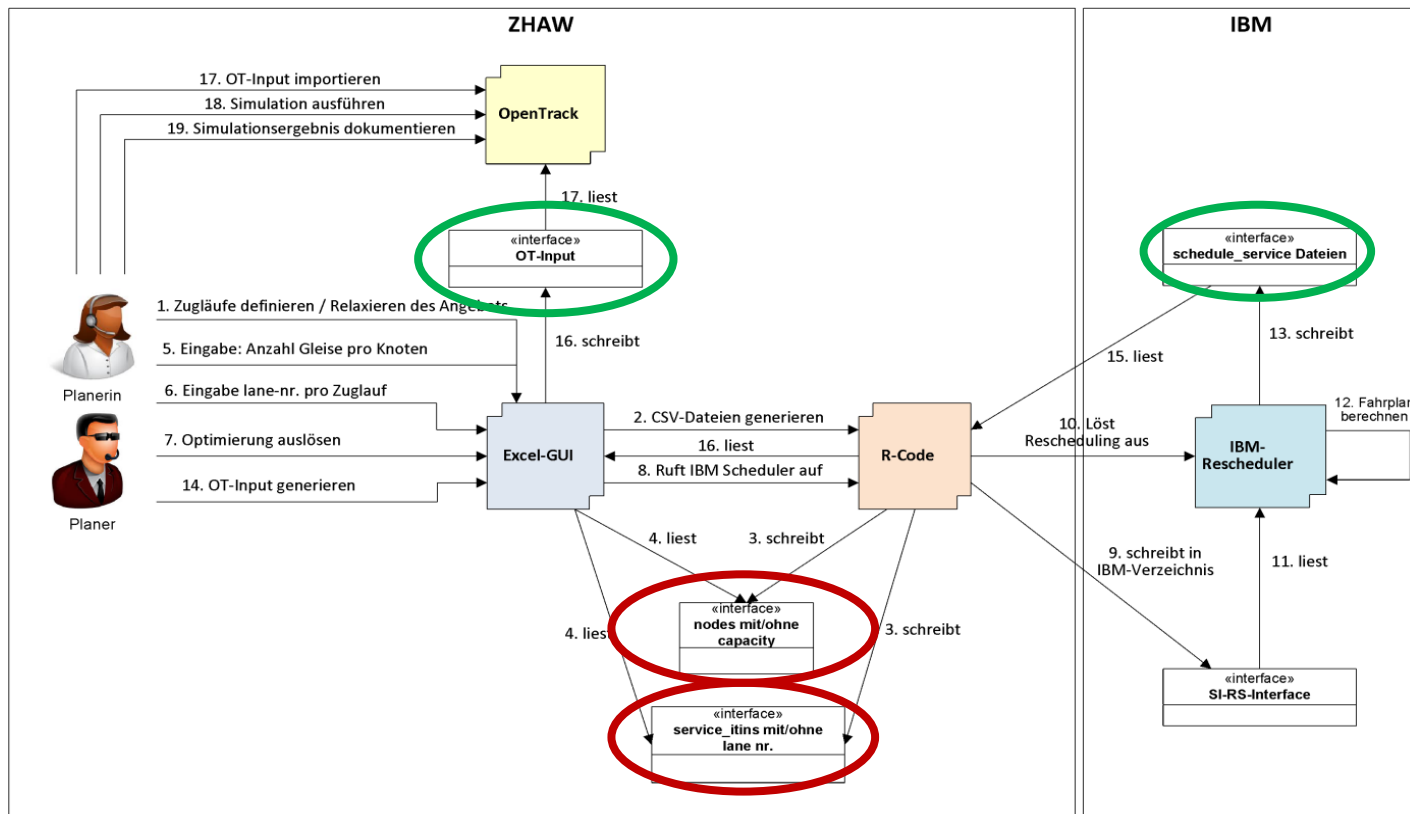 ZHAW
IBM
17. OT-Input importieren
18. Simulation ausführen
19. Simulationsergebnis dokumentieren
OpenTrack
17. liest
«interface»
OT-Input
«interface»
schedule_service Dateien
1. Zugläufe definieren / Relaxieren des Angebots
5. Eingabe: Anzahl Gleise pro Knoten
16. schreibt
15. liest
13. schreibt
Planerin
6. Eingabe lane-nr. pro Zuglauf
7. Optimierung auslösen
14. OT-Input generieren
Planer
Excel-GUI
2. CSV-Dateien generieren
16. liest
8. Ruft IBM Scheduler auf
R-Code
10. Löst
Rescheduling aus
IBM-
Rescheduler
12. Fahrplan
berechnen
4. liest
3. schreibt
9. schreibt in
IBM-Verzeichnis
11. liest
«interface»
nodes mit/ohne
capacity
4. liest
3. schreibt
«interface»
SI-RS-Interface
«interface»
service_itins mit/ohne
lane nr.